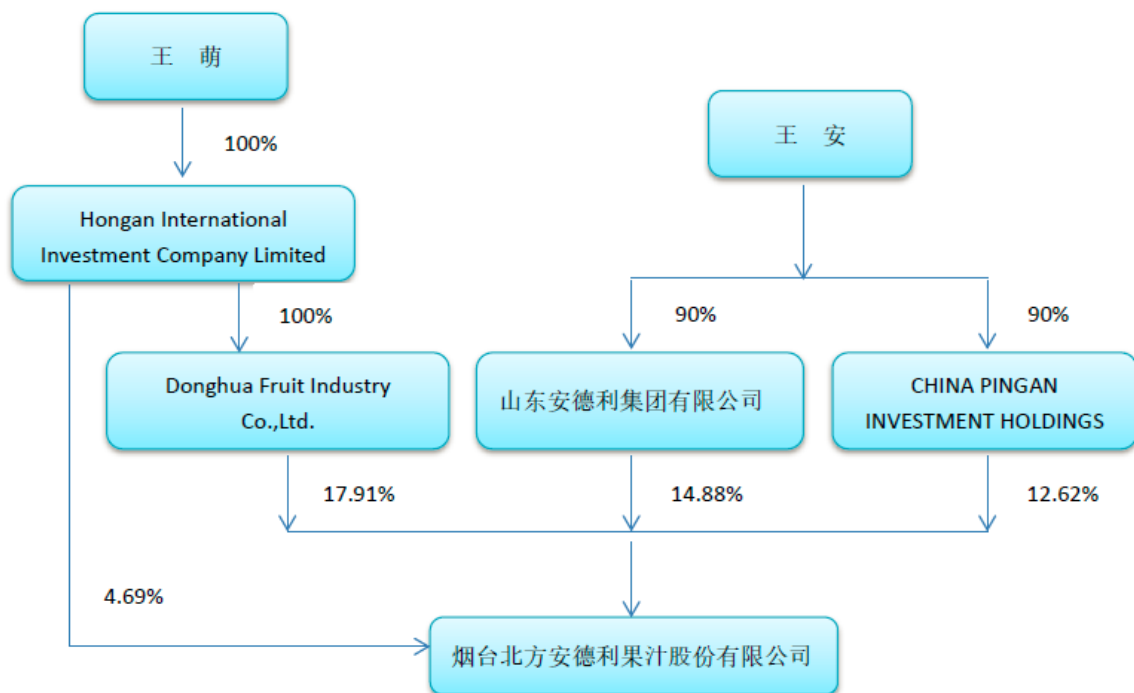 王 萌
王 安
100%
Hongan International
Investment Company Limited
100%
90%
90%
Donghua Fruit Industry
Co.,Ltd.
山东安德利集团有限公司
CHINA PINGAN
INVESTMENT HOLDINGS
17.91%
14.88%
12.62%
4.69%
烟台北方安德利果汁股份有限公司